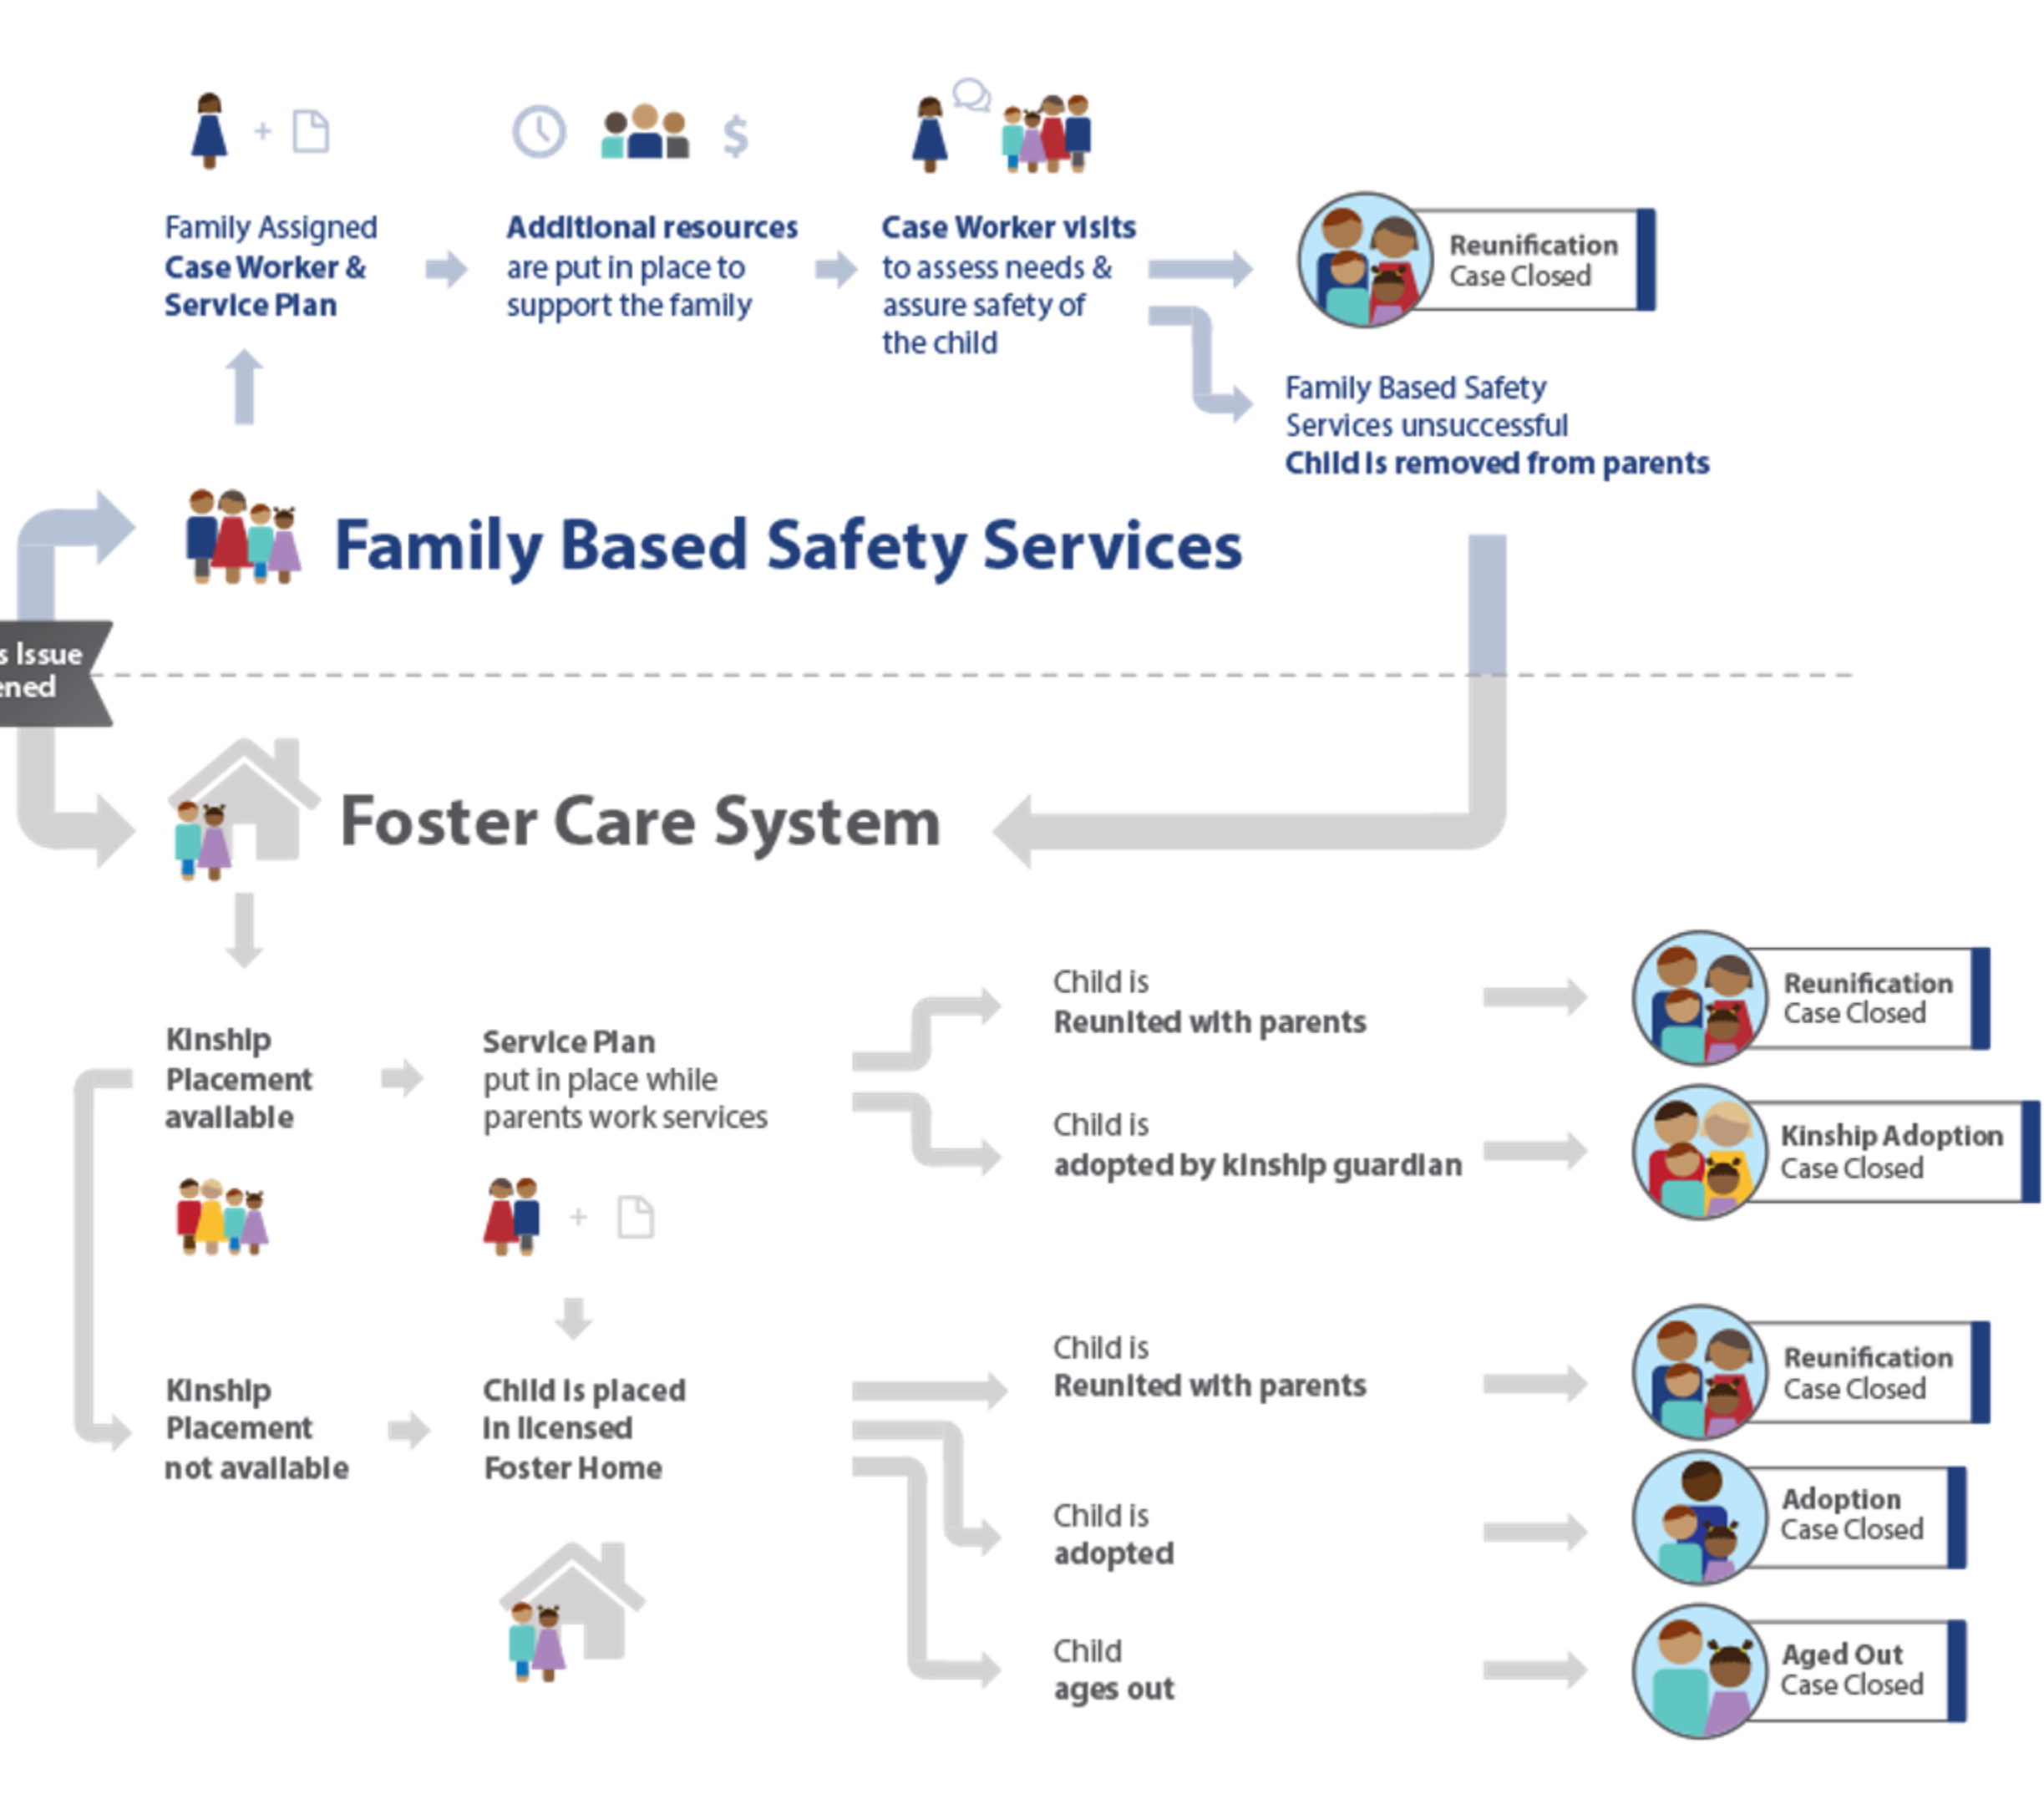 Family Assigned
Case Worker &
Service Plan
Additional resources
are put in place to
support the family
$
Case Worker visits
to assess needs &
assure safety of
the child
Reunification
Case Closed
Family Based Safety
Services unsuccessful
Child is removed from parents
Family Based Safety Services
Issue
Foster Care System
Kinship
Placement
available
Service Plan
put in place while
parents work services
Child is
Reunited with parents
Reunification
Case Closed
Child is
adopted by kinship guardian
Kinship Adoption
Case Closed
Kinship
Placement
not available
Child is placed
in licensed
Foster Home
Child is
Reunited with parents
Reunification
Case Closed
Child is
adopted
Adoption
Case Closed
Child
ages out
Aged Out
Case Closed